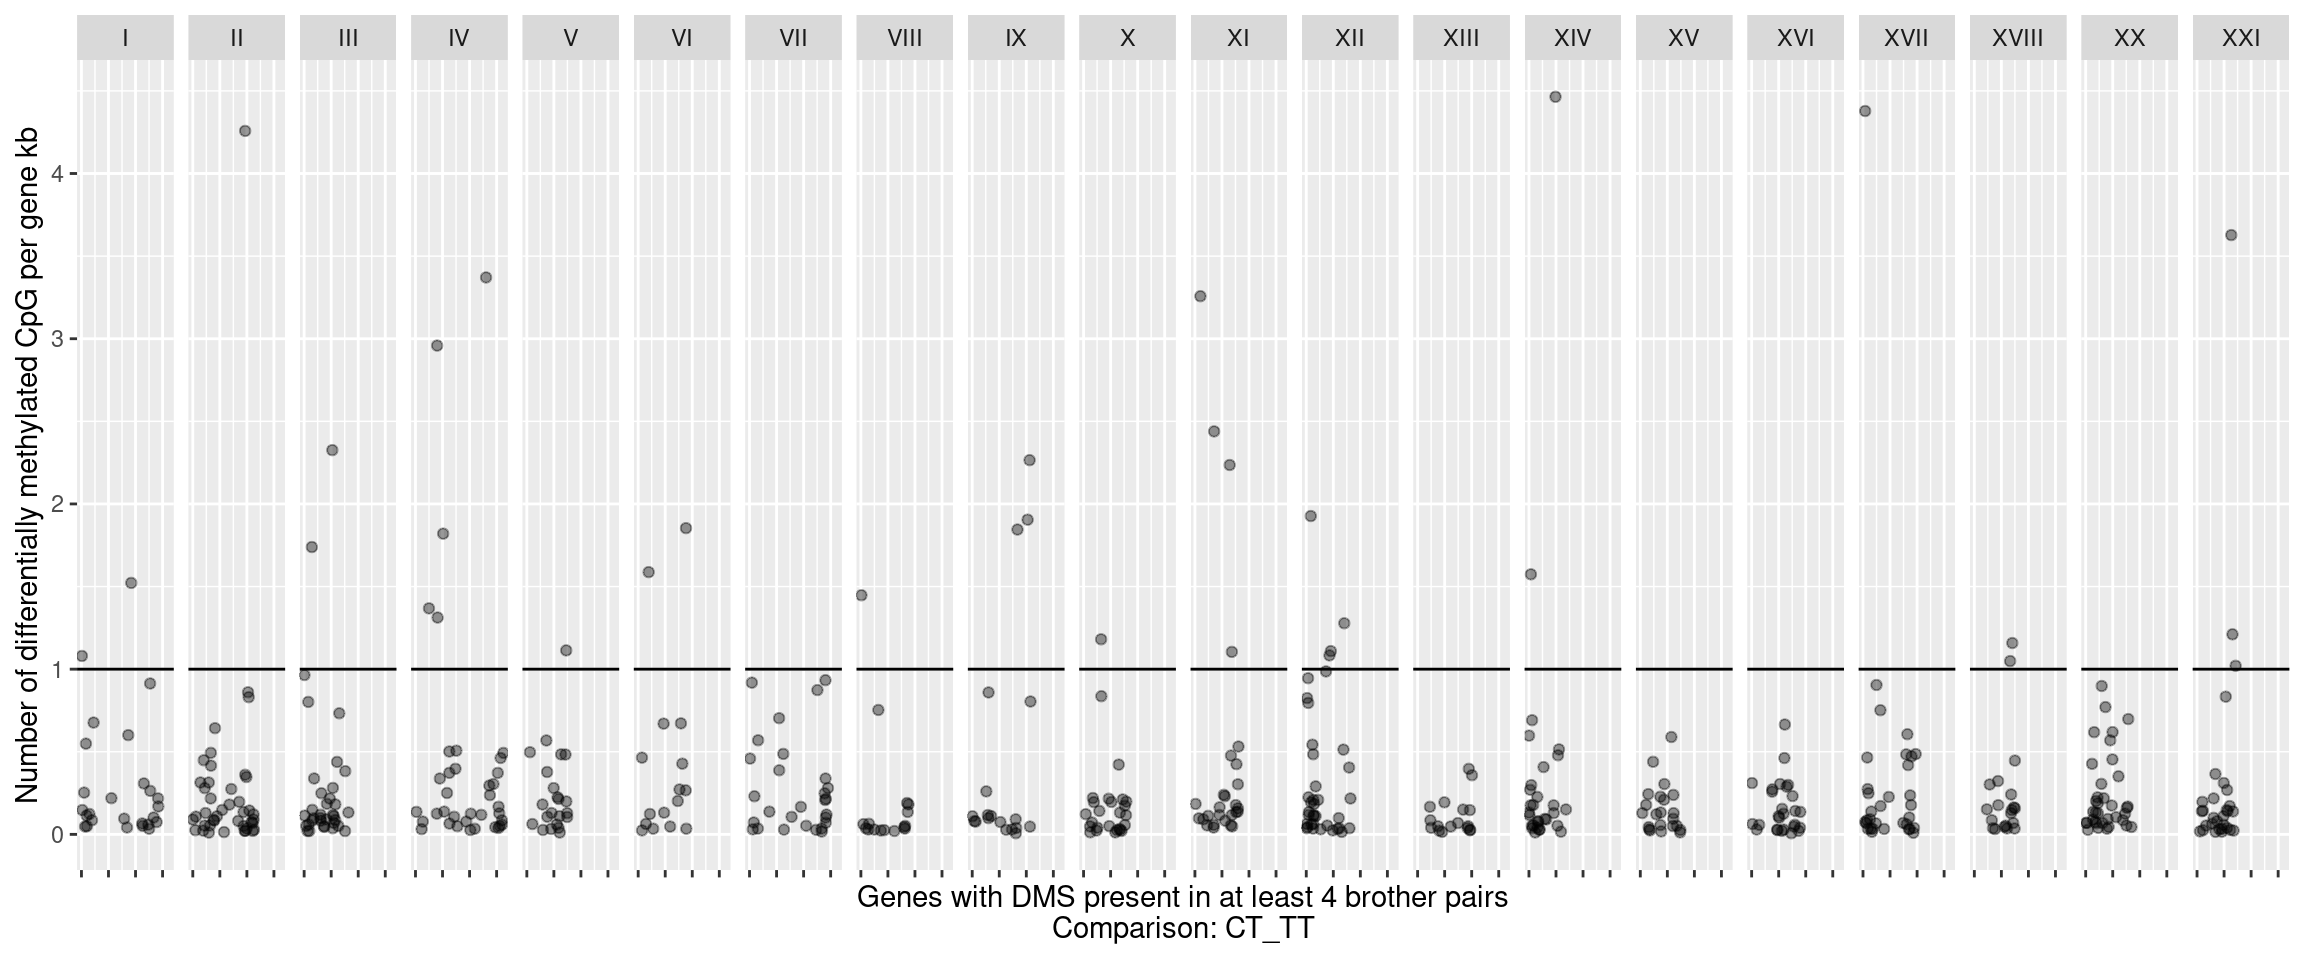 I II III IV V VI VII VIII IX X XI XII XIII XIV XV XVI XVII XVIII XX XXI
Number of differentially methylated CpG per gene kb
4
3
2
1
0
Genes with DMS present in at least 4 brother pairs
Comparison: CT_TT